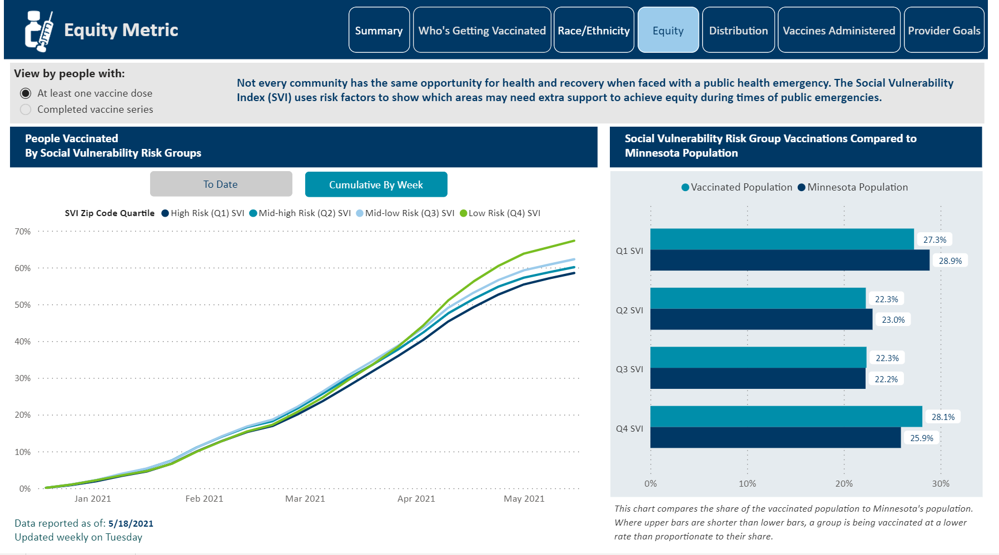 Equity Metric
Summary
Who's Getting Vaccinated
Race/Ethnicity
Equity
Distribution
Vaccines Administered
Provider Goals
View by people with:
At least one vaccine dose
Completed vaccine series
Not every community has the same opportunity for health and recovery when faced with a public health emergency. The Social Vulnerability
Index (SVI) uses risk factors to show which areas may need extra support to achieve equity during times of public emergencies.
People Vaccinated
By Social Vulnerability Risk Groups
To Date
Cumulative By Week
SVI Zip Code Quartile High Risk (Q1) SVI Mid-high Risk (Q2) SVI Mid-low Risk (Q3) SVI Low Risk (Q4) SVI
70%
60%
50%
40%
30%
20%
10%
0%
Jan 2021 Feb 2021 Mar 2021 Apr 2021 May 2021
Data reported as of: 5/18/2021
Updated weekly on Tuesday
Social Vulnerability Risk Group Vaccinations Compared to
Minnesota Population
Vaccinated Population Minnesota Population
Q1 SVI
27.3%
28.9%
Q2 SVI
22.3%
23.0%
Q3 SVI
22.3%
22.2%
Q4 SVI
28.1%
25.9%
0% 10% 20% 30%
This chart compares the share of the vaccinated population to Minnesota's population.
Where upper bars are shorter than lower bars, a group is being vaccinated at a lower
rate than proportionate to their share.